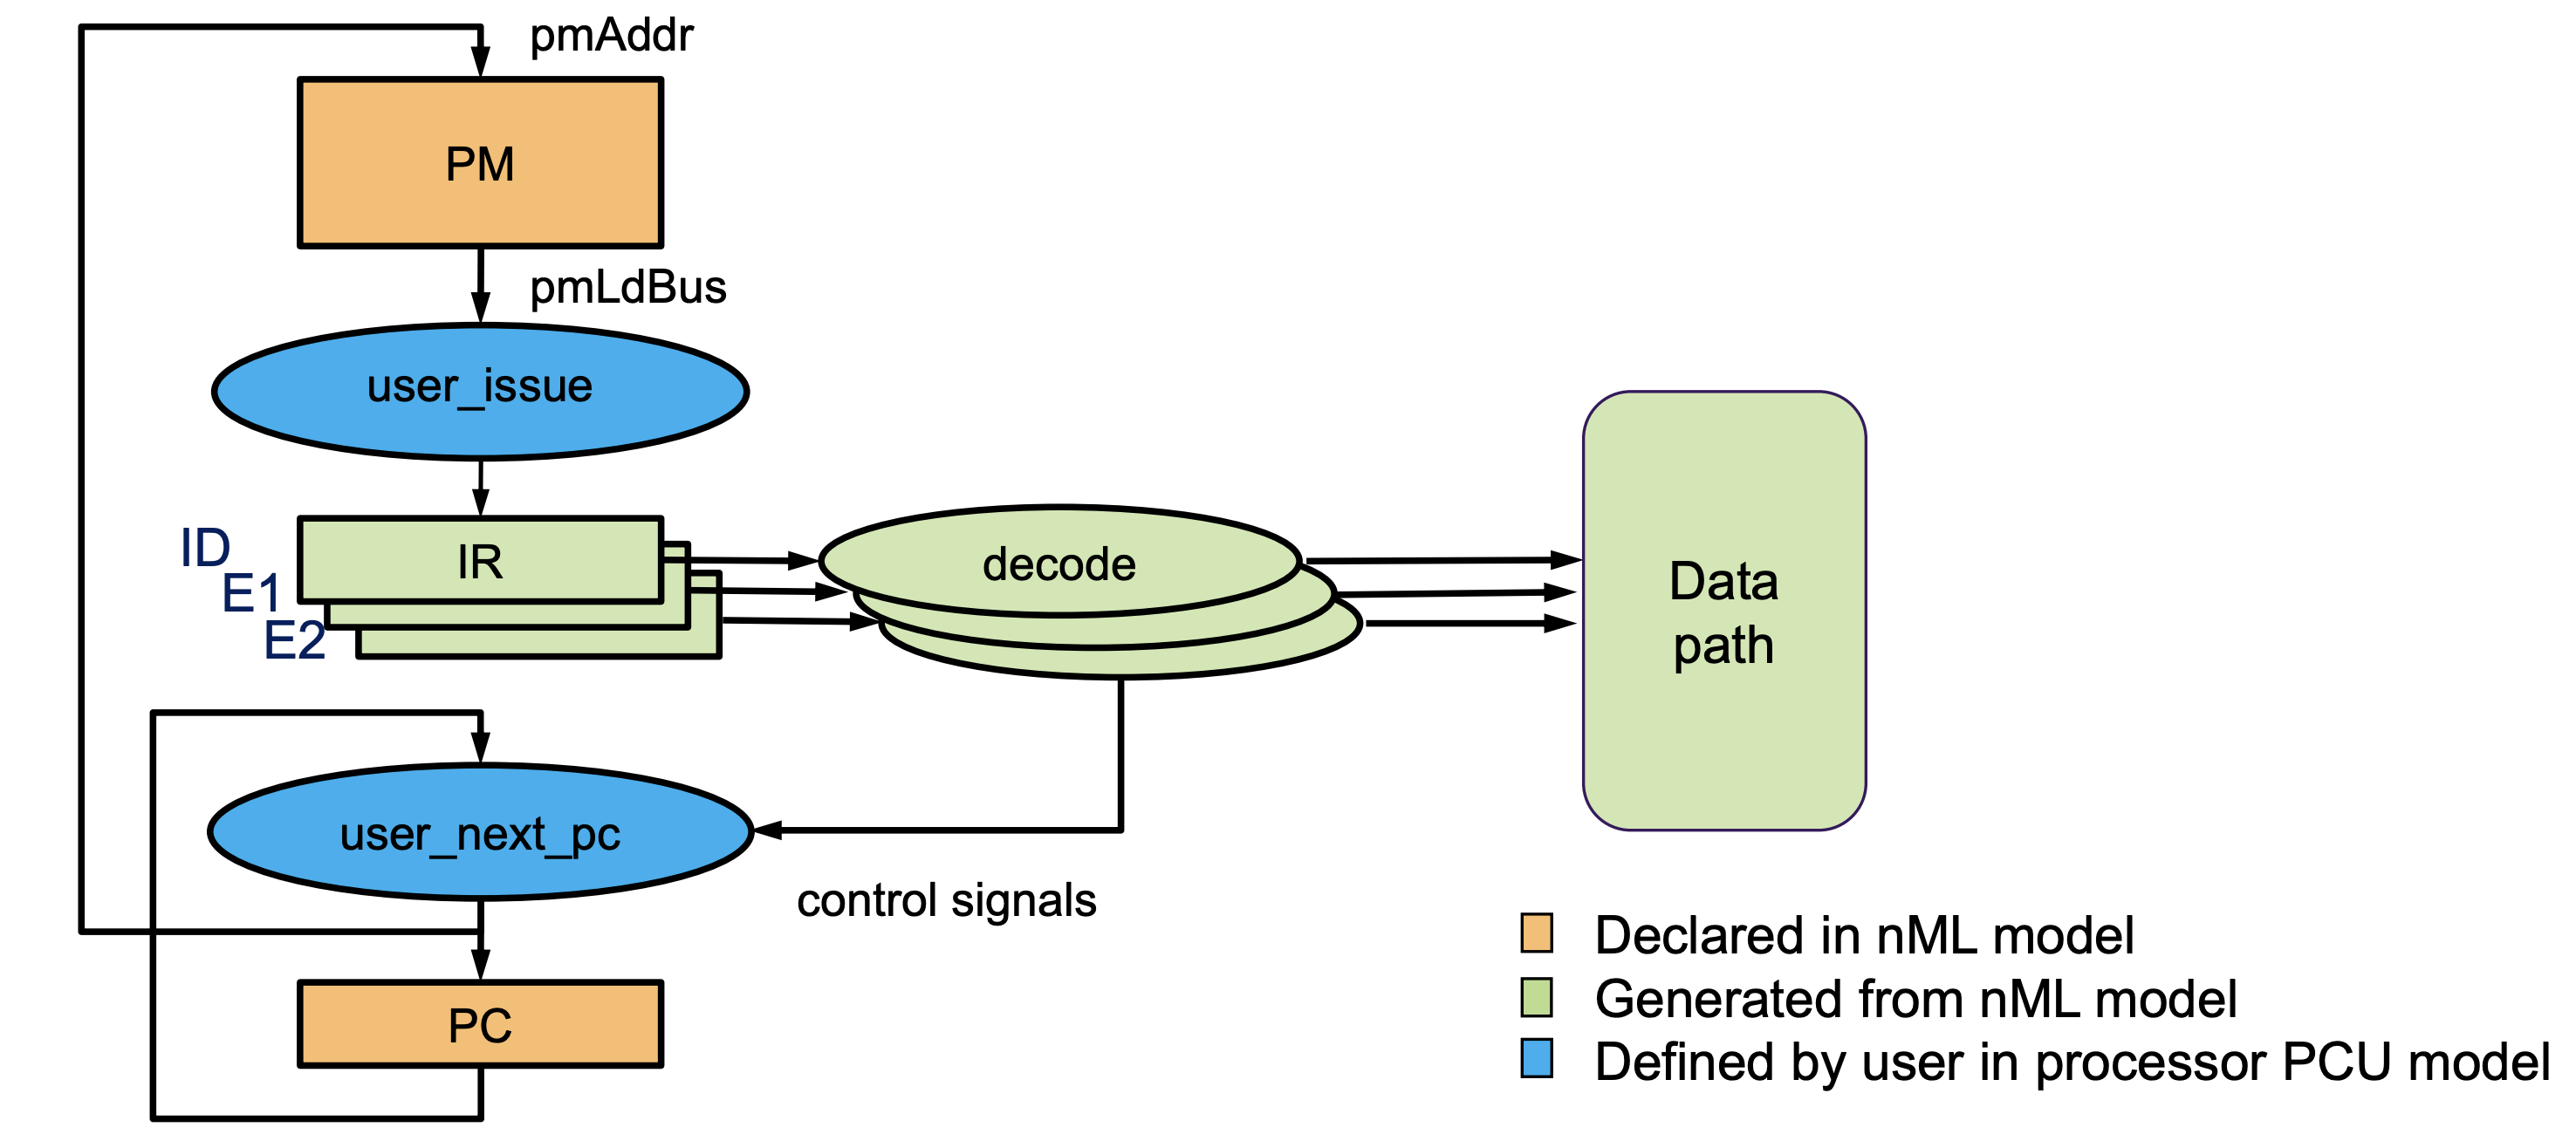 pmAddr
PM
pmLdBus
user_issue
ID
IR
E1
E2
decode
Data
path
user_next_pc
control signals
PC
Declared in nML model
Generated from nML model
Defined by user in processor PCU model